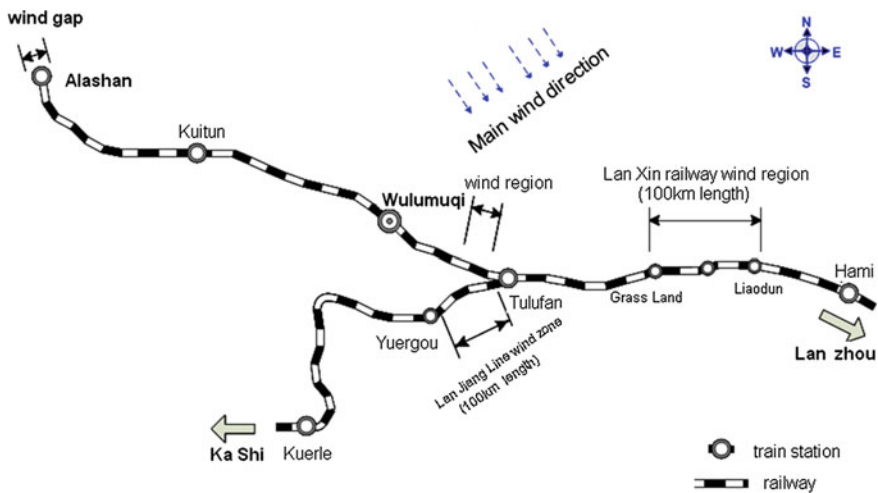 wind gap
Alashan
Kuitun
Main wind direction
N
W
E
S
Wulumuqi
wind region
Lan Xin railway wind region
(100km length)
Tulufan
Grass Land
Liaodun
Hami
Lan zhou
Yuergou
Lan Jiang Line wind zone
(100km length)
Ka Shi
Kuerle
train station
railway